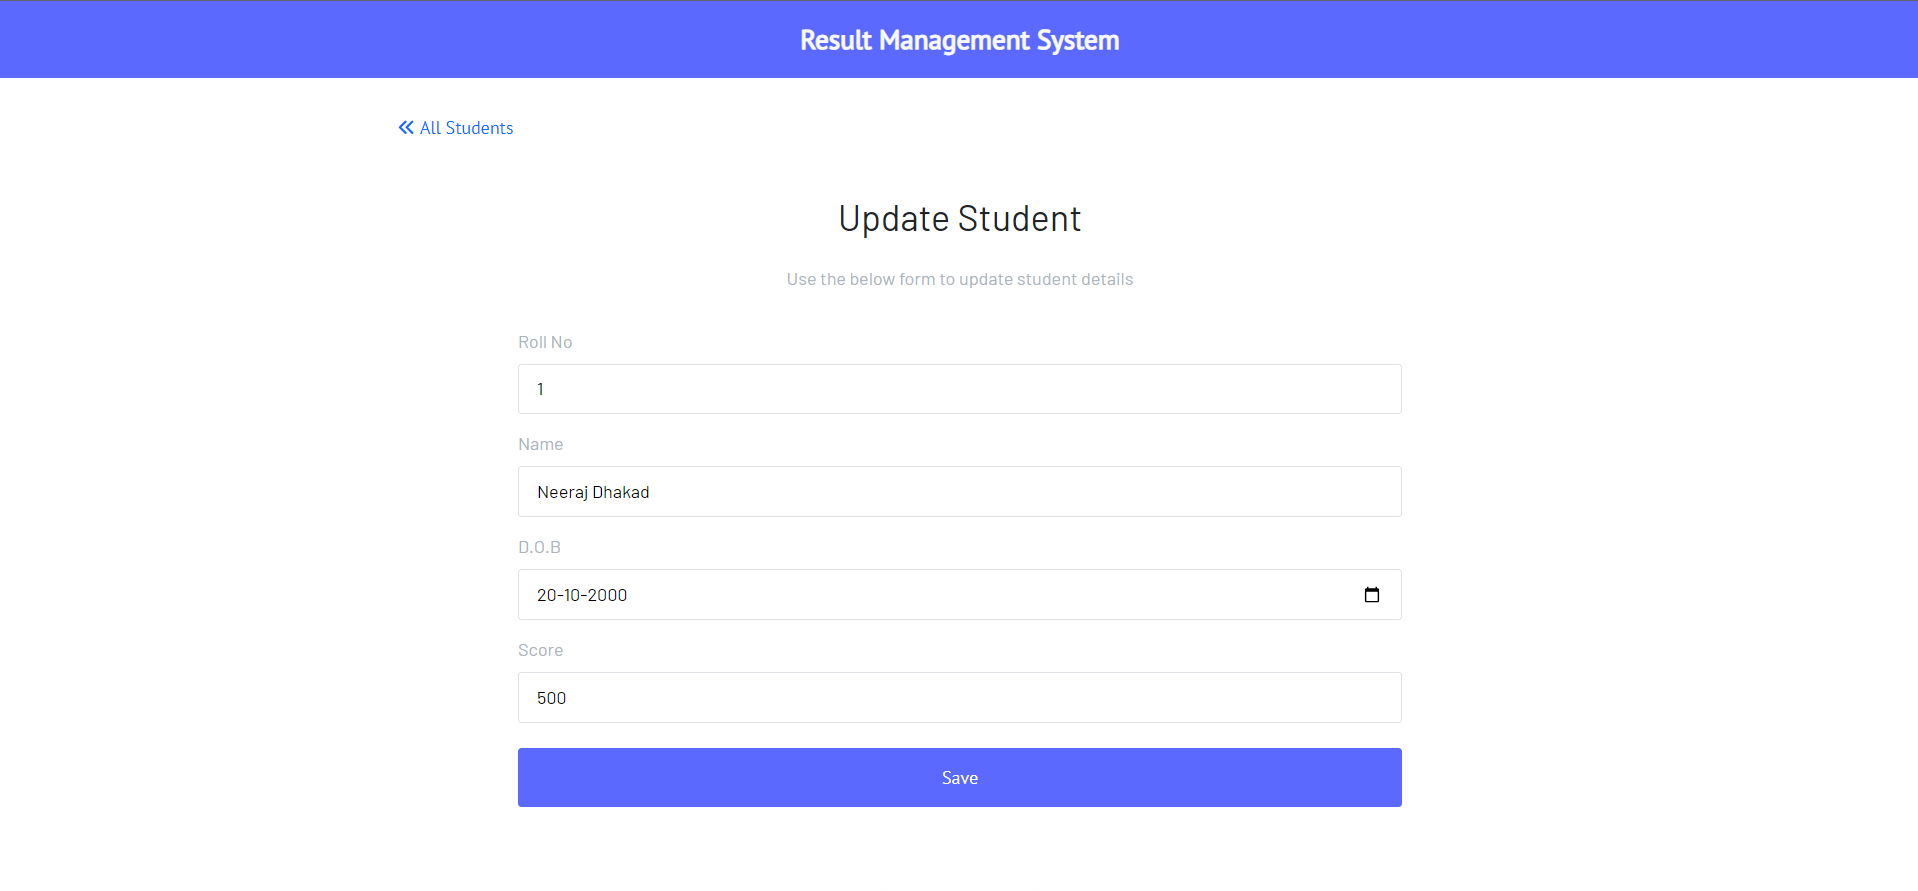 Result Management System
All Students
Update Student
Use the below form to update student details
Roll No
1
Name
Neeraj Dhakad
D.O.B
20-10-2000
Score
500
Save